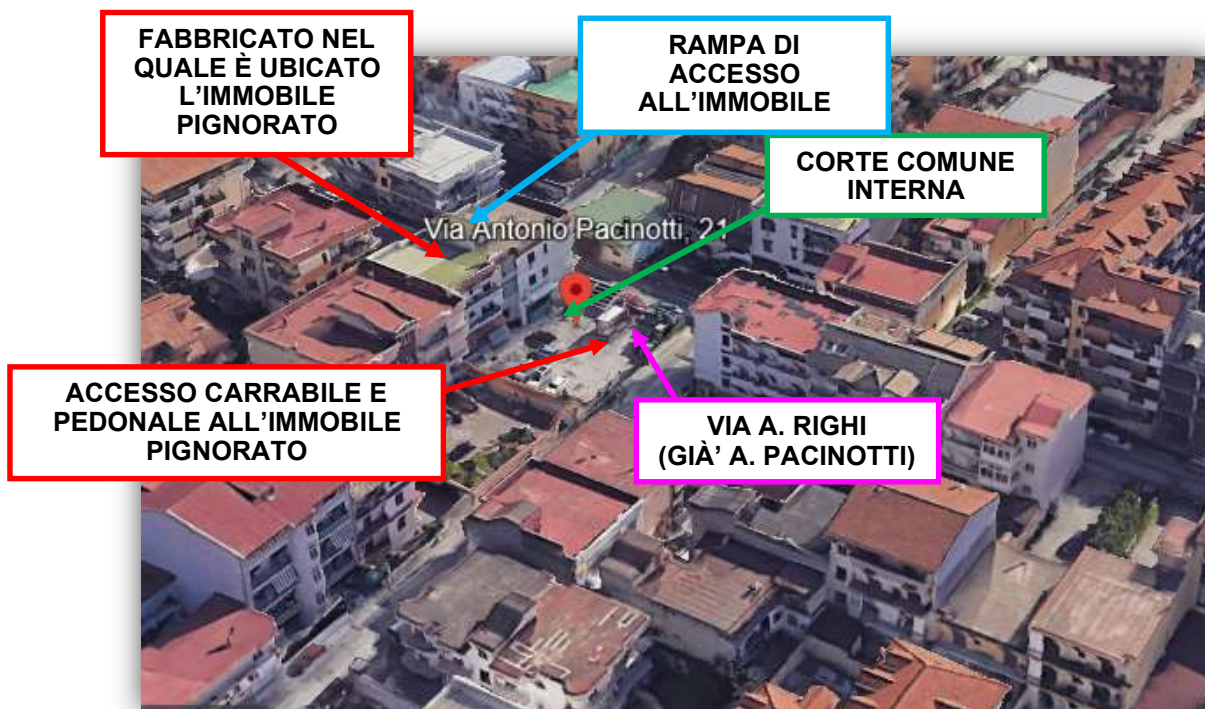 FABBRICATO NEL
QUALE È UBICATO
L'IMMOBILE
PIGNORATO
RAMPA DI
ACCESSO
ALL'IMMOBILE
CORTE COMUNE
INTERNA
Via Antonio Pacinotti, 21
ACCESSO CARRABILE E
PEDONALE ALL'IMMOBILE
PIGNORATO
VIA A. RIGHI
(GIÀ' A. PACINOTTI)